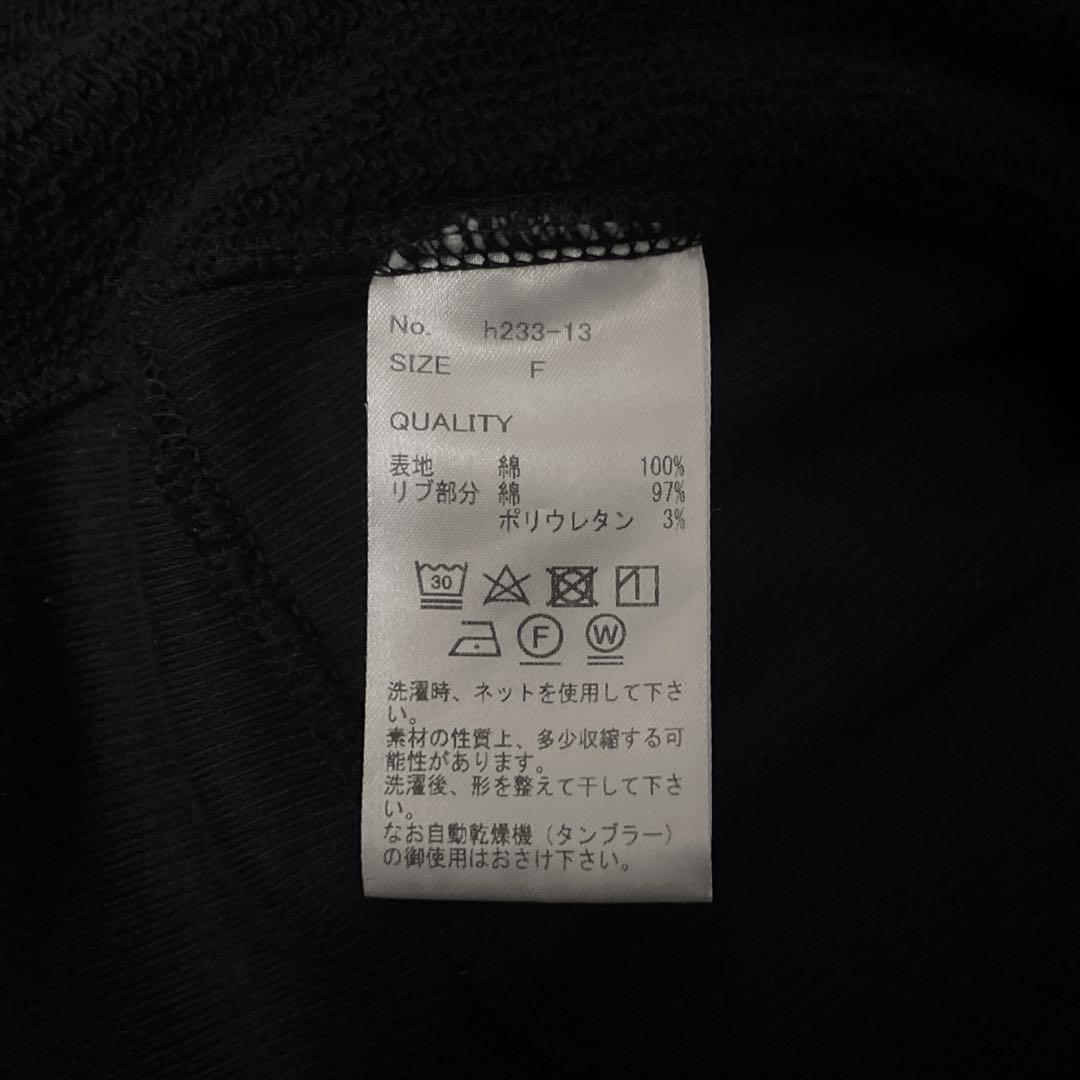 No. h233-13
SIZE F
QUALITY
表地 綿 100%
リブ部分 綿 97%
ポリウレタン 3%
30
F W
洗濯時、ネットを使用して下さ
い。
素材の性質上、多少収縮する可
能性があります。
洗濯後、形を整えて干して下さ
い。
なお自動乾燥機（タンブラー）
の御使用はおさけ下さい。